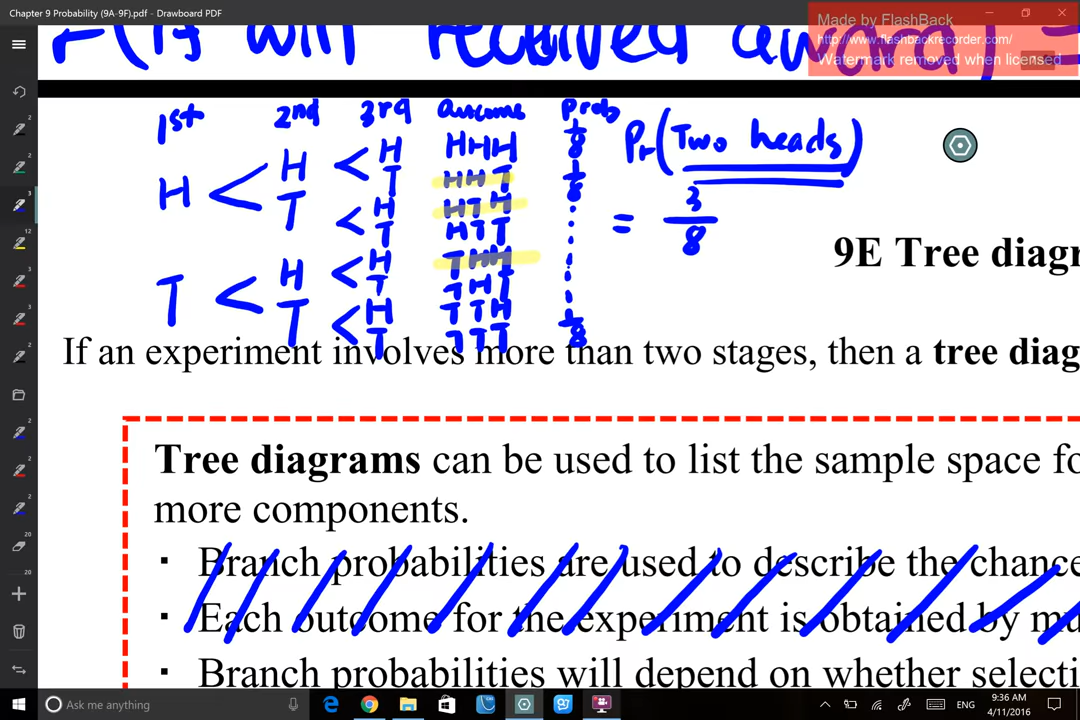 Chapter 9 Probability (9A-9F).pdf - Drawboard PDF
Made by FlashBack
http://www.flashbackrecorder.com/
Watermark removed when licensed
will received award) =
1st 2nd 3rd outcome prob
H < H < H HHH 1/8
T HHT 1/8
T < H HTH
T HTT
T < H < H THH
T THT
T < H TTH
T TTT 1/8
Pr(Two heads)
= 3/8
9E Tree diagr
If an experiment involves more than two stages, then a tree diag
Tree diagrams can be used to list the sample space fo
more components.
▪ Branch probabilities are used to describe the chance
▪ Each outcome for the experiment is obtained by mu
▪ Branch probabilities will depend on whether selecti
Ask me anything
9:36 AM
4/11/2016